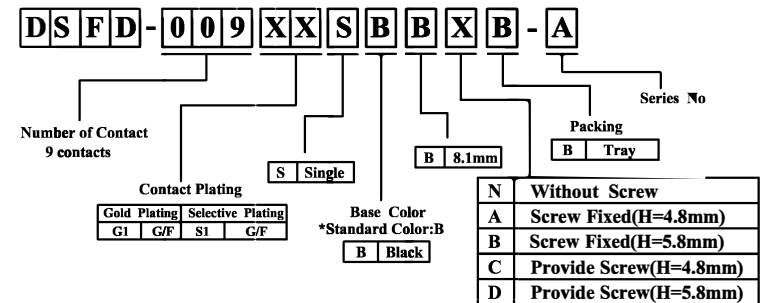 DSFD-009XXSBBXB-A
Series No
Number of Contact
9 contacts
Packing
B Tray
B 8.1mm
S Single
Contact Plating
Gold Plating Selective Plating
G1 G/F S1 G/F
Base Color
*Standard Color:B
B Black
N Without Screw
A Screw Fixed(H=4.8mm)
B Screw Fixed(H=5.8mm)
C Provide Screw(H=4.8mm)
D Provide Screw(H=5.8mm)